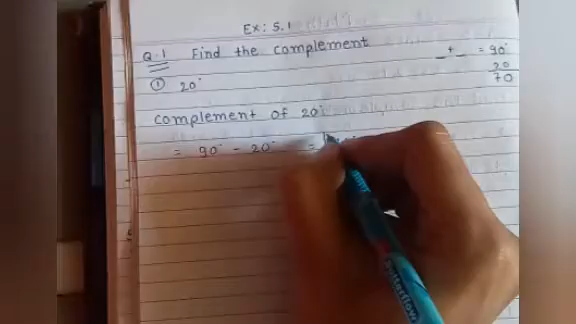 Ex: 5.1
Q.1 Find the complement
_ + _ = 90°
① 20°
20
70
Complement of 20°
= 90° - 20° =